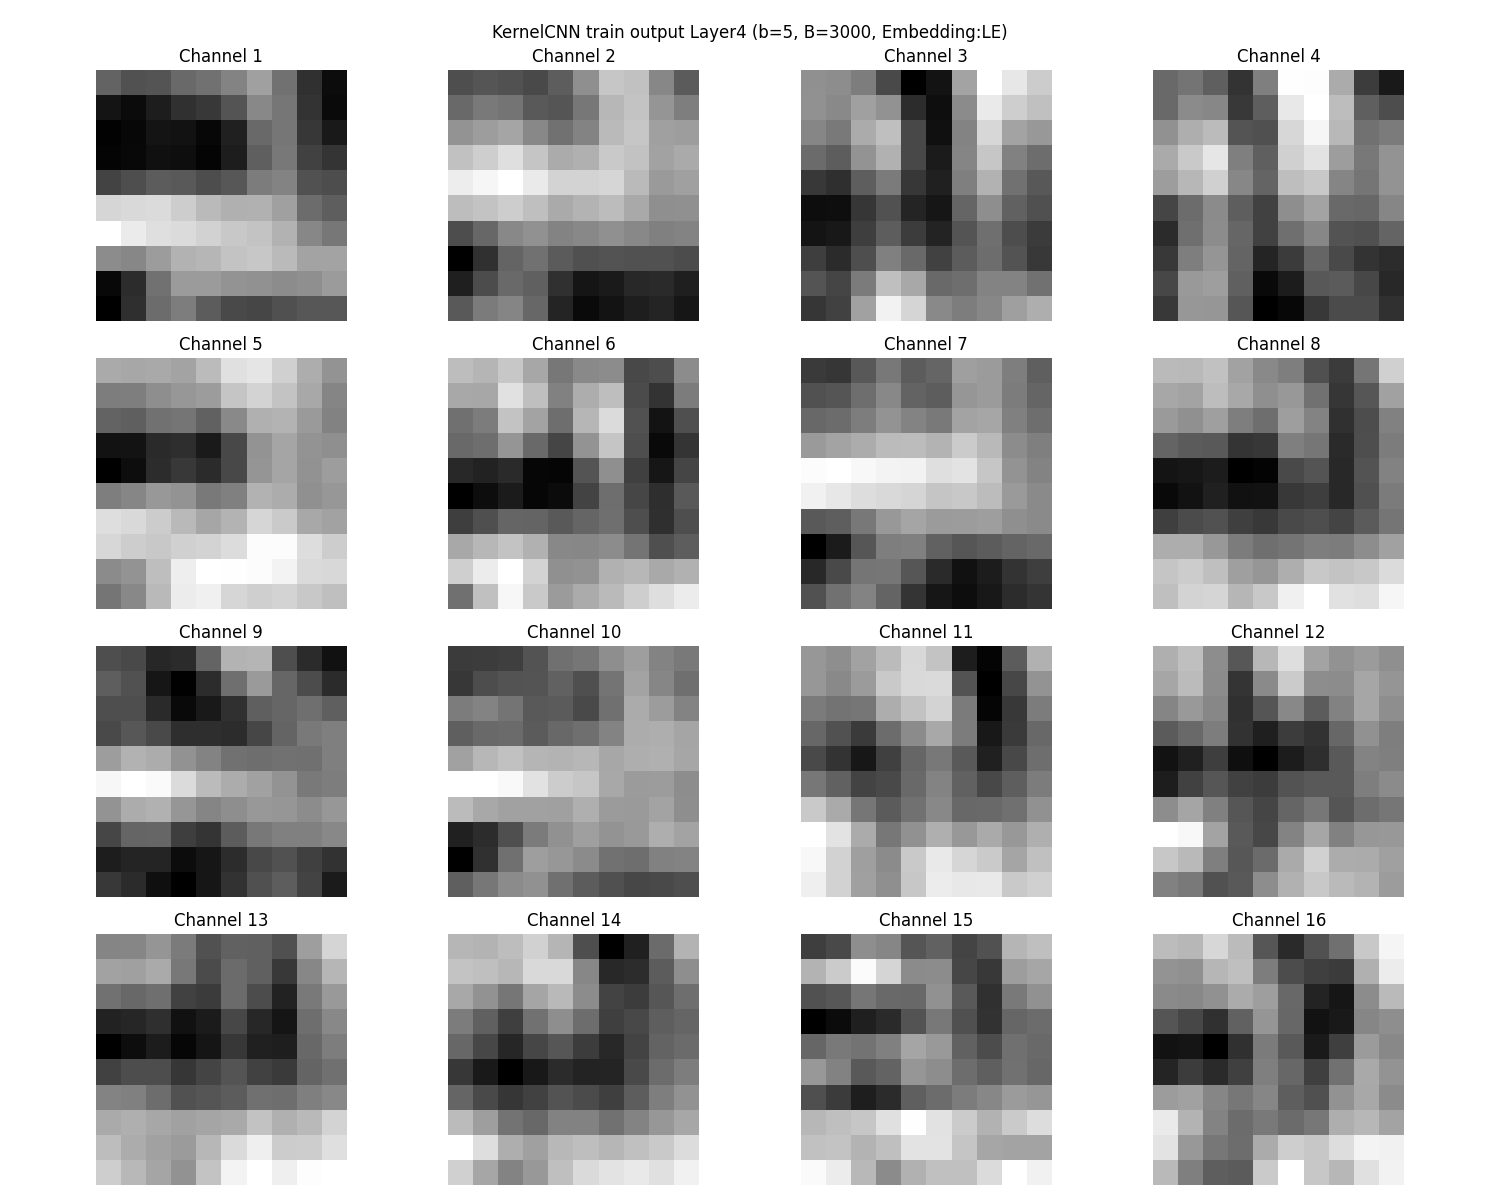 KernelCNN train output Layer4 (b=5, B=3000, Embedding:LE)
Channel 1
Channel 2
Channel 3
Channel 4
Channel 5
Channel 6
Channel 7
Channel 8
Channel 9
Channel 10
Channel 11
Channel 12
Channel 13
Channel 14
Channel 15
Channel 16